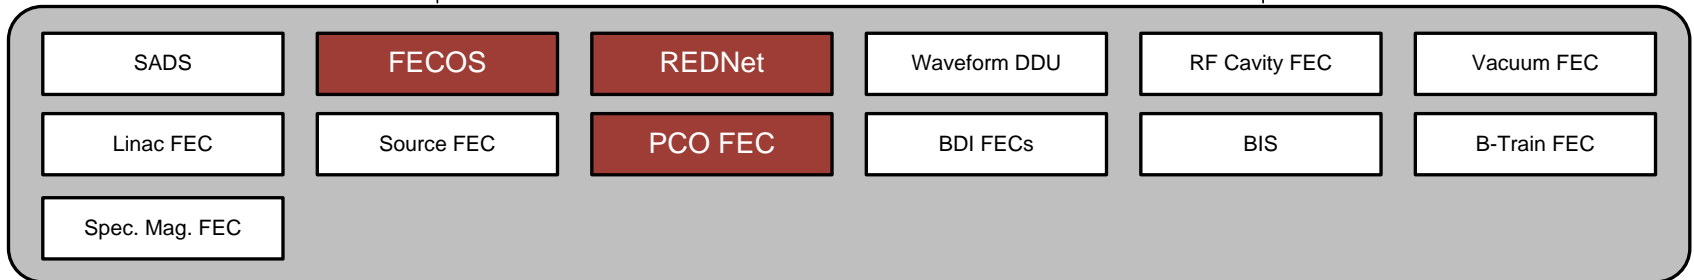 SADS
FECOS
REDNet
Waveform DDU
RF Cavity FEC
Vacuum FEC
Linac FEC
Source FEC
PCO FEC
BDI FECs
BIS
B-Train FEC
Spec. Mag. FEC